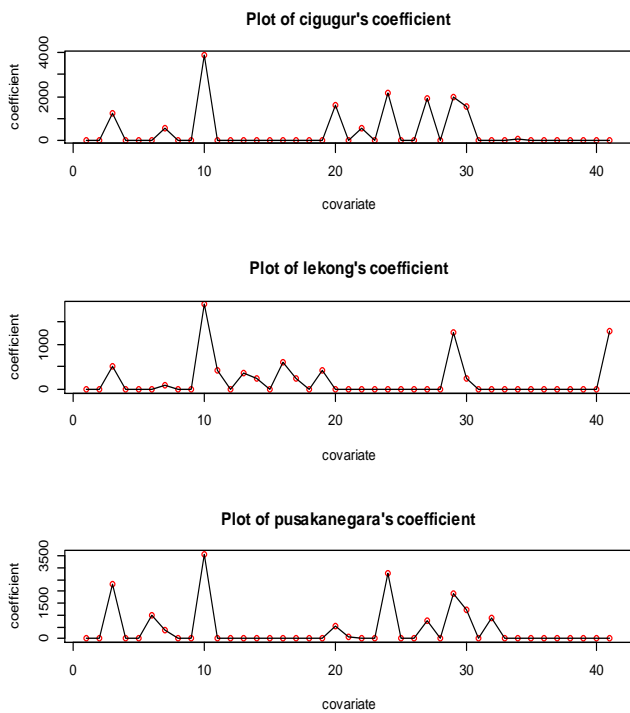 Plot of cigugur's coefficient
coefficient
0 2000 4000
0 10 20 30 40
covariate
Plot of lekong's coefficient
coefficient
0 1000
0 10 20 30 40
covariate
Plot of pusakanegara's coefficient
coefficient
0 1500 3500
0 10 20 30 40
covariate